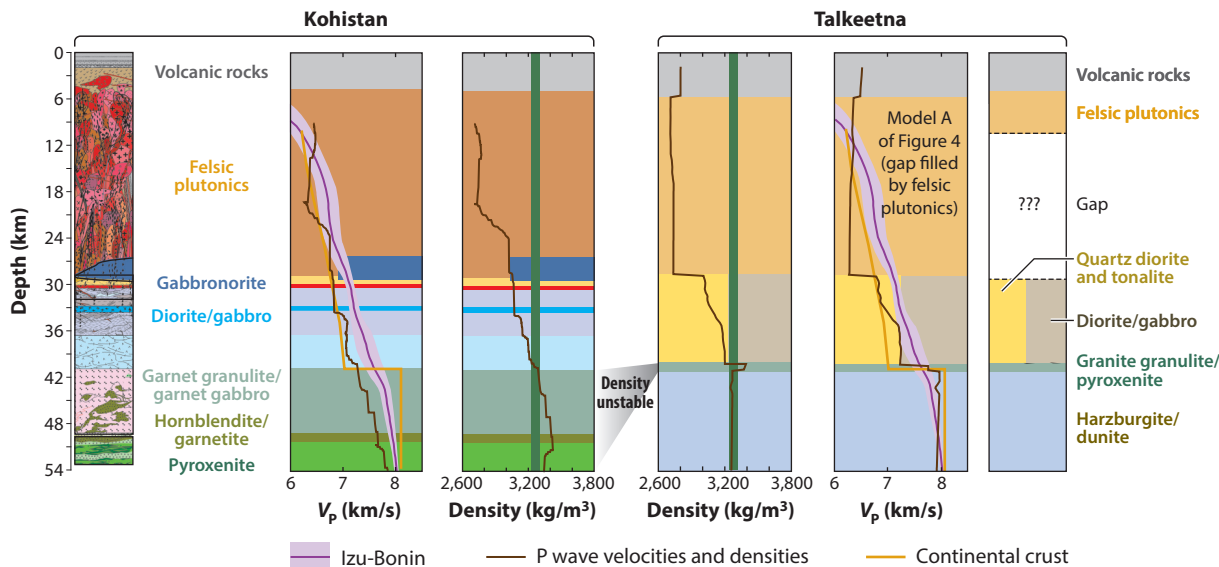 Kohistan
Talkeetna
Depth (km)
0
6
12
18
24
30
36
42
48
54
Volcanic rocks
Felsic
plutonics
Gabbronorite
Diorite/gabbro
Garnet granulite/
garnet gabbro
Hornblendite/
garnetite
Pyroxenite
6
7
8
VP (km/s)
2,600
3,200
3,800
Density (kg/m³)
Density
unstable
2,600
3,200
3,800
Density (kg/m³)
Model A
of Figure 4
(gap filled
by felsic
plutonics)
6
7
8
VP (km/s)
???
Volcanic rocks
Felsic plutonics
Gap
Quartz diorite
and tonalite
Diorite/gabbro
Granite granulite/
pyroxenite
Harzburgite/
dunite
Izu-Bonin
P wave velocities and densities
Continental crust